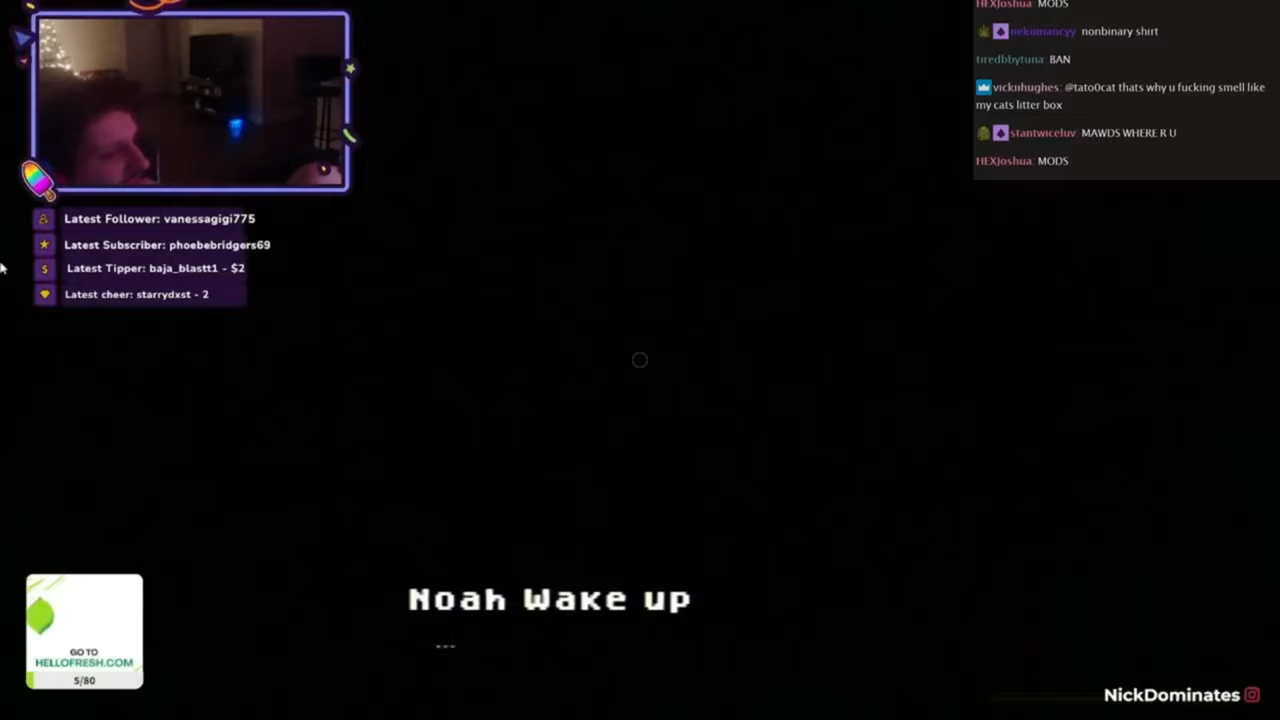 HEXJoshua: MODS
nekomancyy nonbinary shirt
tiredbbytuna: BAN
vickiihughes: @tato0cat thats why u fucking smell like
my cats litter box
stantwiceluv: MAWDS WHERE R U
HEXJoshua: MODS
Latest Follower: vanessagigi775
Latest Subscriber: phoebebridgers69
Latest Tipper: baja_blastt1 - $2
Latest cheer: starrydxst - 2
Noah Wake up
---
GO TO
HELLOFRESH.COM
5/80
NickDominates